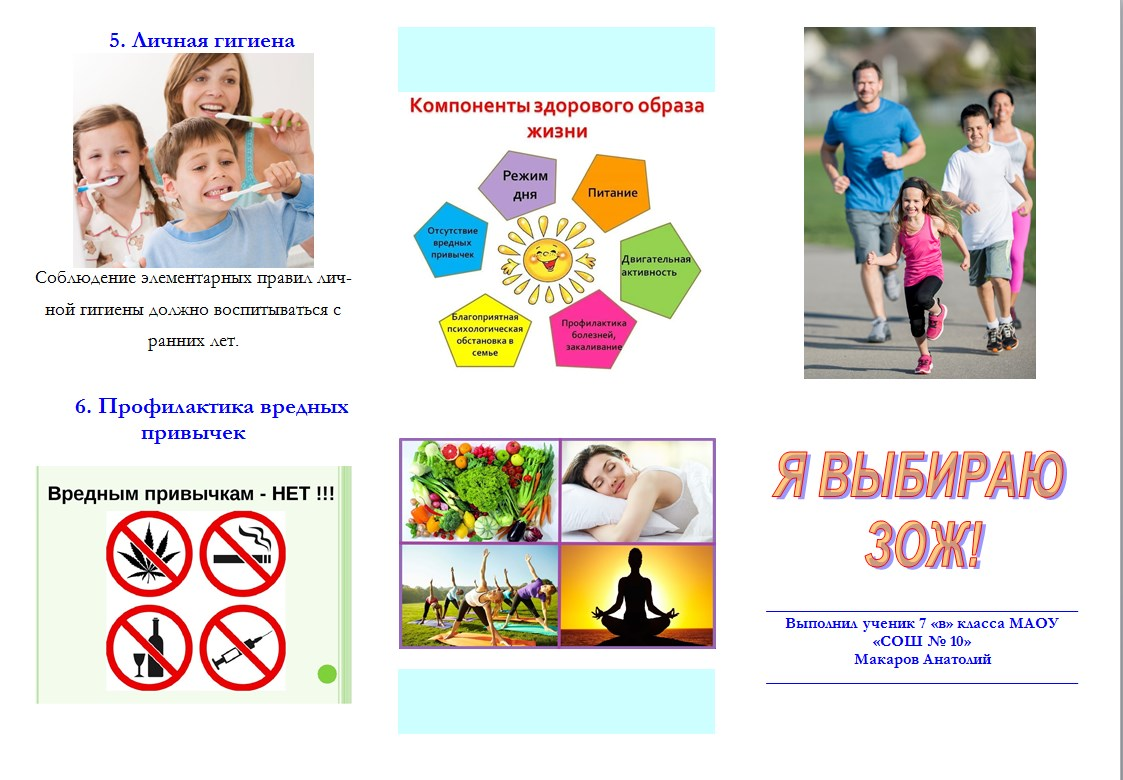 5. Личная гигиена
Соблюдение элементарных правил лич-
ной гигиены должно воспитываться с
ранних лет.
6. Профилактика вредных
привычек
Вредным привычкам - НЕТ !!!
Компоненты здорового образа
жизни
Режим
дня
Питание
Отсутствие
вредных
привычек
Двигательная
активность
Благоприятная
психологическая
обстановка в
семье
Профилактика
болезней,
закаливание
Я ВЫБИРАЮ
ЗОЖ!
Выполнил ученик 7 «в» класса МАОУ
«СОШ № 10»
Макаров Анатолий